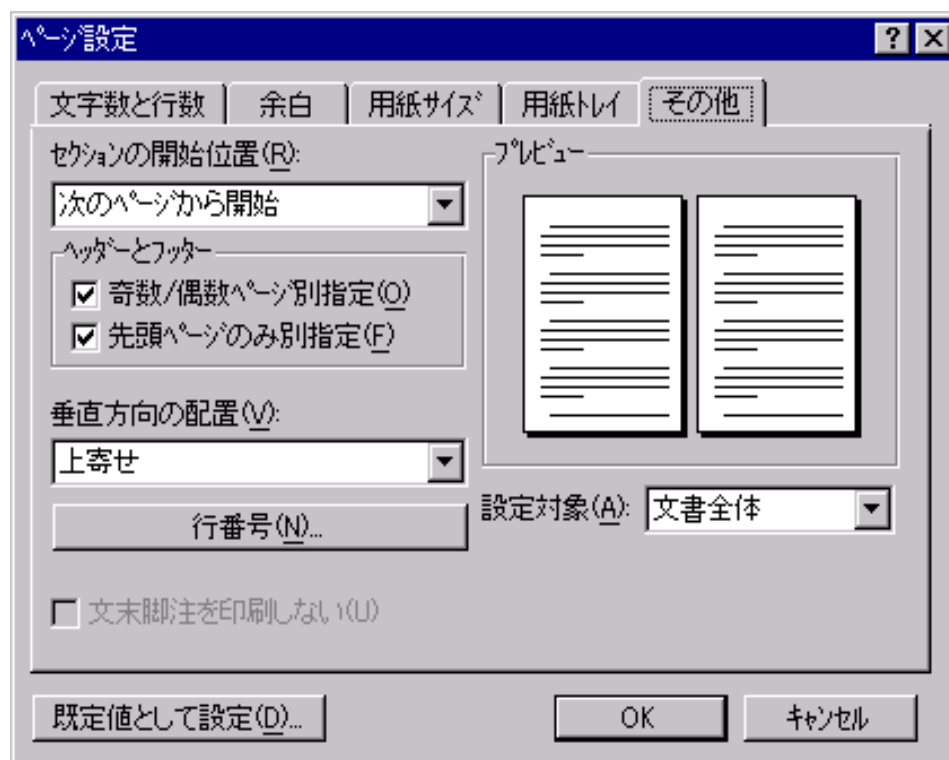 ﾍﾟｰｼﾞ設定
文字数と行数 余白 用紙ｻｲｽﾞ 用紙ﾄﾚｲ その他
ｾｸｼｮﾝの開始位置(R):
次のﾍﾟｰｼﾞから開始
ﾍｯﾀﾞｰとﾌｯﾀｰ
奇数/偶数ﾍﾟｰｼﾞ別指定(O)
先頭ﾍﾟｰｼﾞのみ別指定(F)
垂直方向の配置(V):
上寄せ
行番号(N)...
文末脚注を印刷しない(U)
ﾌﾟﾚﾋﾞｭｰ
設定対象(A): 文書全体
既定値として設定(D)... OK ｷｬﾝｾﾙ